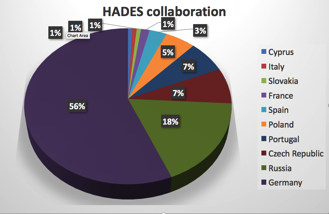 HADES collaboration
1%
1%
1%
1%
3%
Chart Area
5%
7%
7%
18%
56%
Cyprus
Italy
Slovakia
France
Spain
Poland
Portugal
Czech Republic
Russia
Germany